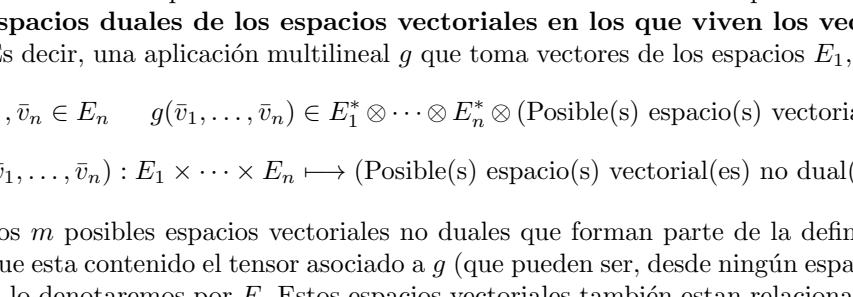 spacios duales de los espacios vectoriales en los que viven los vec
Es decir, una aplicación multilineal g que toma vectores de los espacios E₁,
, v̄ₙ ∈ Eₙ g(v̄₁, . . . , v̄ₙ) ∈ E₁* ⊗ · · · ⊗ Eₙ* ⊗ (Posible(s) espacio(s) vectoria
v̄₁, . . . , v̄ₙ) : E₁ × · · · × Eₙ ⟼ (Posible(s) espacio(s) vectorial(es) no dual(
os m posibles espacios vectoriales no duales que forman parte de la defin
ue esta contenido el tensor asociado a g (que pueden ser, desde ningún espa
lo denotaremos por F. Estos espacios vectoriales también estan relaciona